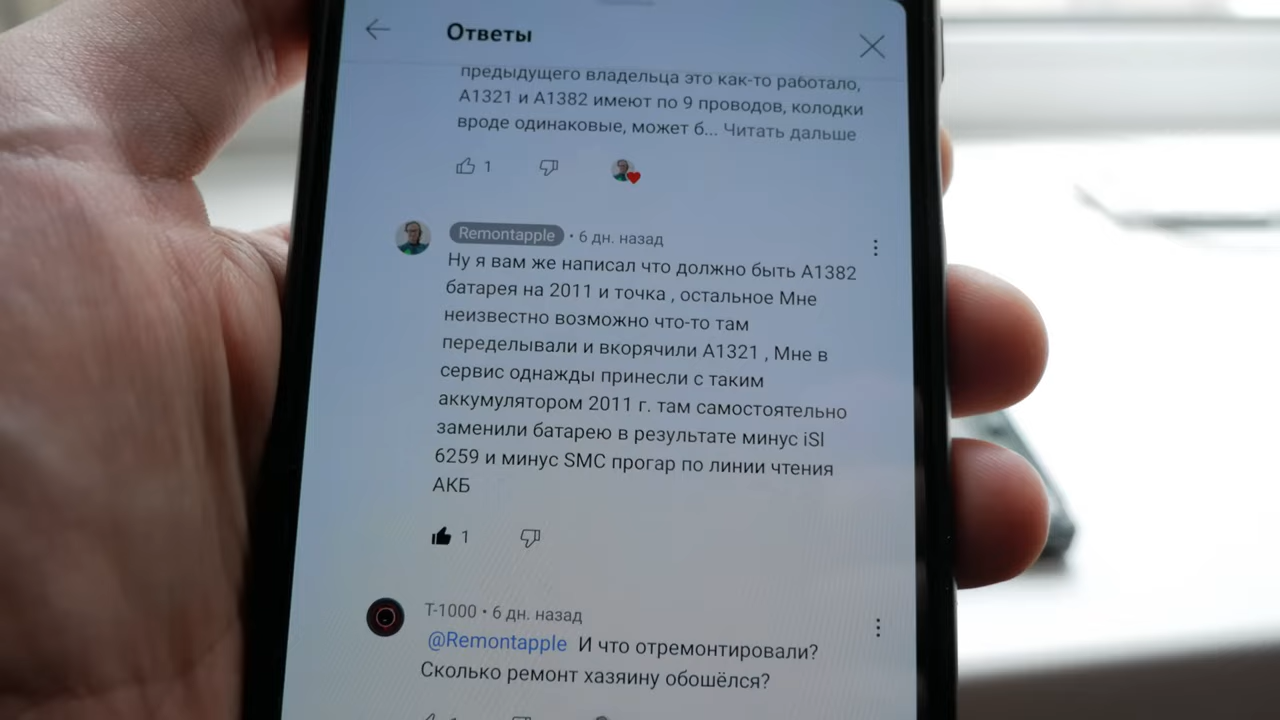 Ответы
предыдущего владельца это как-то работало,
A1321 и A1382 имеют по 9 проводов, колодки
вроде одинаковые, может б... Читать дальше
1
Remontapple • 6 дн. назад
Ну я вам же написал что должно быть A1382
батарея на 2011 и точка , остальное Мне
неизвестно возможно что-то там
переделывали и вкорячили A1321 , Мне в
сервис однажды принесли с таким
аккумулятором 2011 г. там самостоятельно
заменили батарею в результате минус iSl
6259 и минус SMC прогар по линии чтения
АКБ
1
T-1000 • 6 дн. назад
@Remontapple И что отремонтировали?
Сколько ремонт хазяину обошёлся?